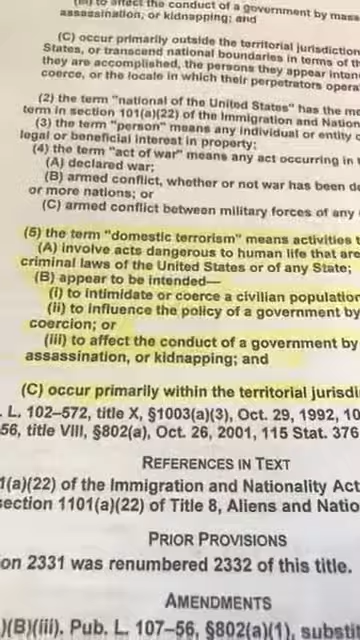 (iii) to affect the conduct of a government by mass
assassination, or kidnapping; and
(C) occur primarily outside the territorial jurisdiction
States, or transcend national boundaries in terms of th
they are accomplished, the persons they appear inten
coerce, or the locale in which their perpetrators opera
(2) the term "national of the United States" has the me
term in section 101(a)(22) of the Immigration and Nation
(3) the term "person" means any individual or entity c
legal or beneficial interest in property;
(4) the term "act of war" means any act occurring in t
(A) declared war;
(B) armed conflict, whether or not war has been de
or more nations; or
(C) armed conflict between military forces of any
(5) the term "domestic terrorism" means activities t
(A) involve acts dangerous to human life that are
criminal laws of the United States or of any State;
(B) appear to be intended—
(i) to intimidate or coerce a civilian population
(ii) to influence the policy of a government by
coercion; or
(iii) to affect the conduct of a government by
assassination, or kidnapping; and
(C) occur primarily within the territorial jurisdi
. L. 102–572, title X, §1003(a)(3), Oct. 29, 1992, 10
56, title VIII, §802(a), Oct. 26, 2001, 115 Stat. 376
REFERENCES IN TEXT
1(a)(22) of the Immigration and Nationality Act
section 1101(a)(22) of Title 8, Aliens and Natio
PRIOR PROVISIONS
on 2331 was renumbered 2332 of this title.
AMENDMENTS
)(B)(iii). Pub. L. 107–56, §802(a)(1), substit